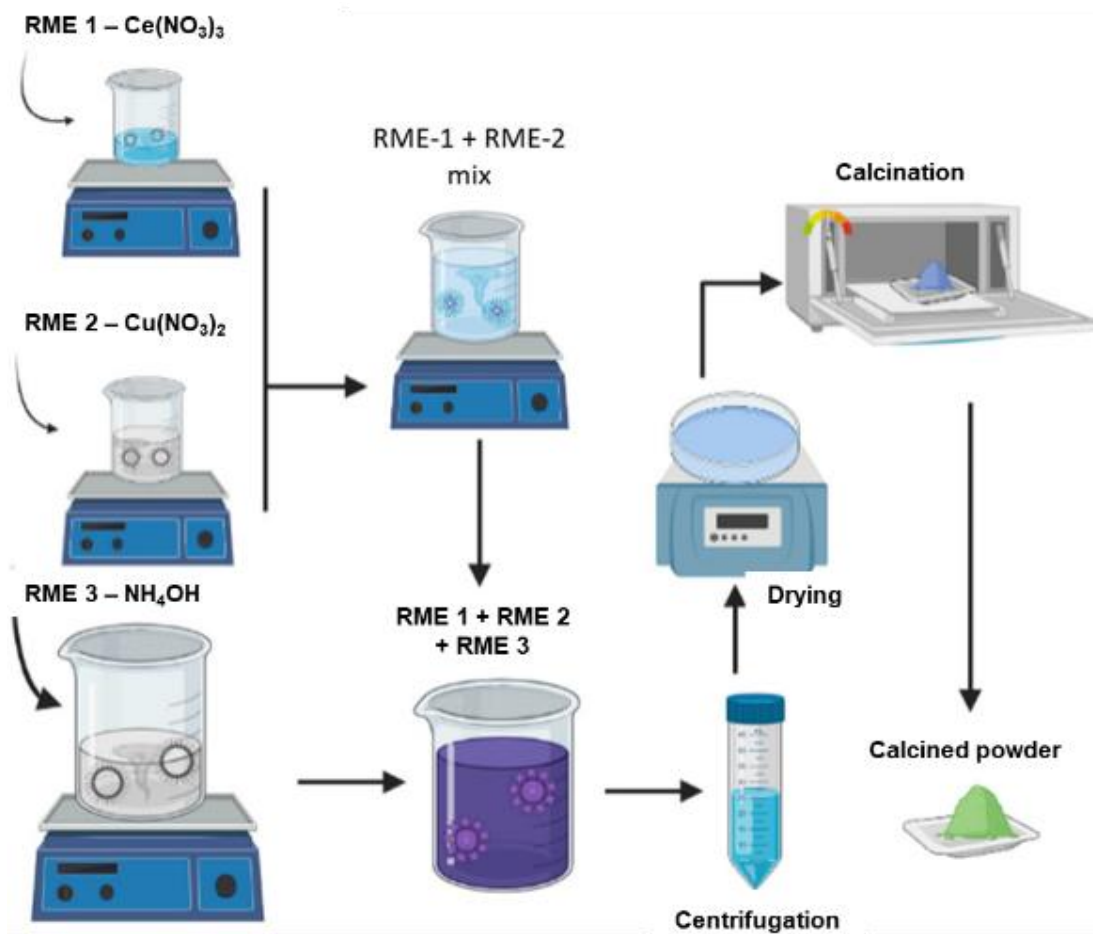 RME 1 – Ce(NO₃)₃
RME-1 + RME-2
mix
Calcination
RME 2 – Cu(NO₃)₂
RME 3 – NH₄OH
RME 1 + RME 2
+ RME 3
Drying
Calcined powder
Centrifugation